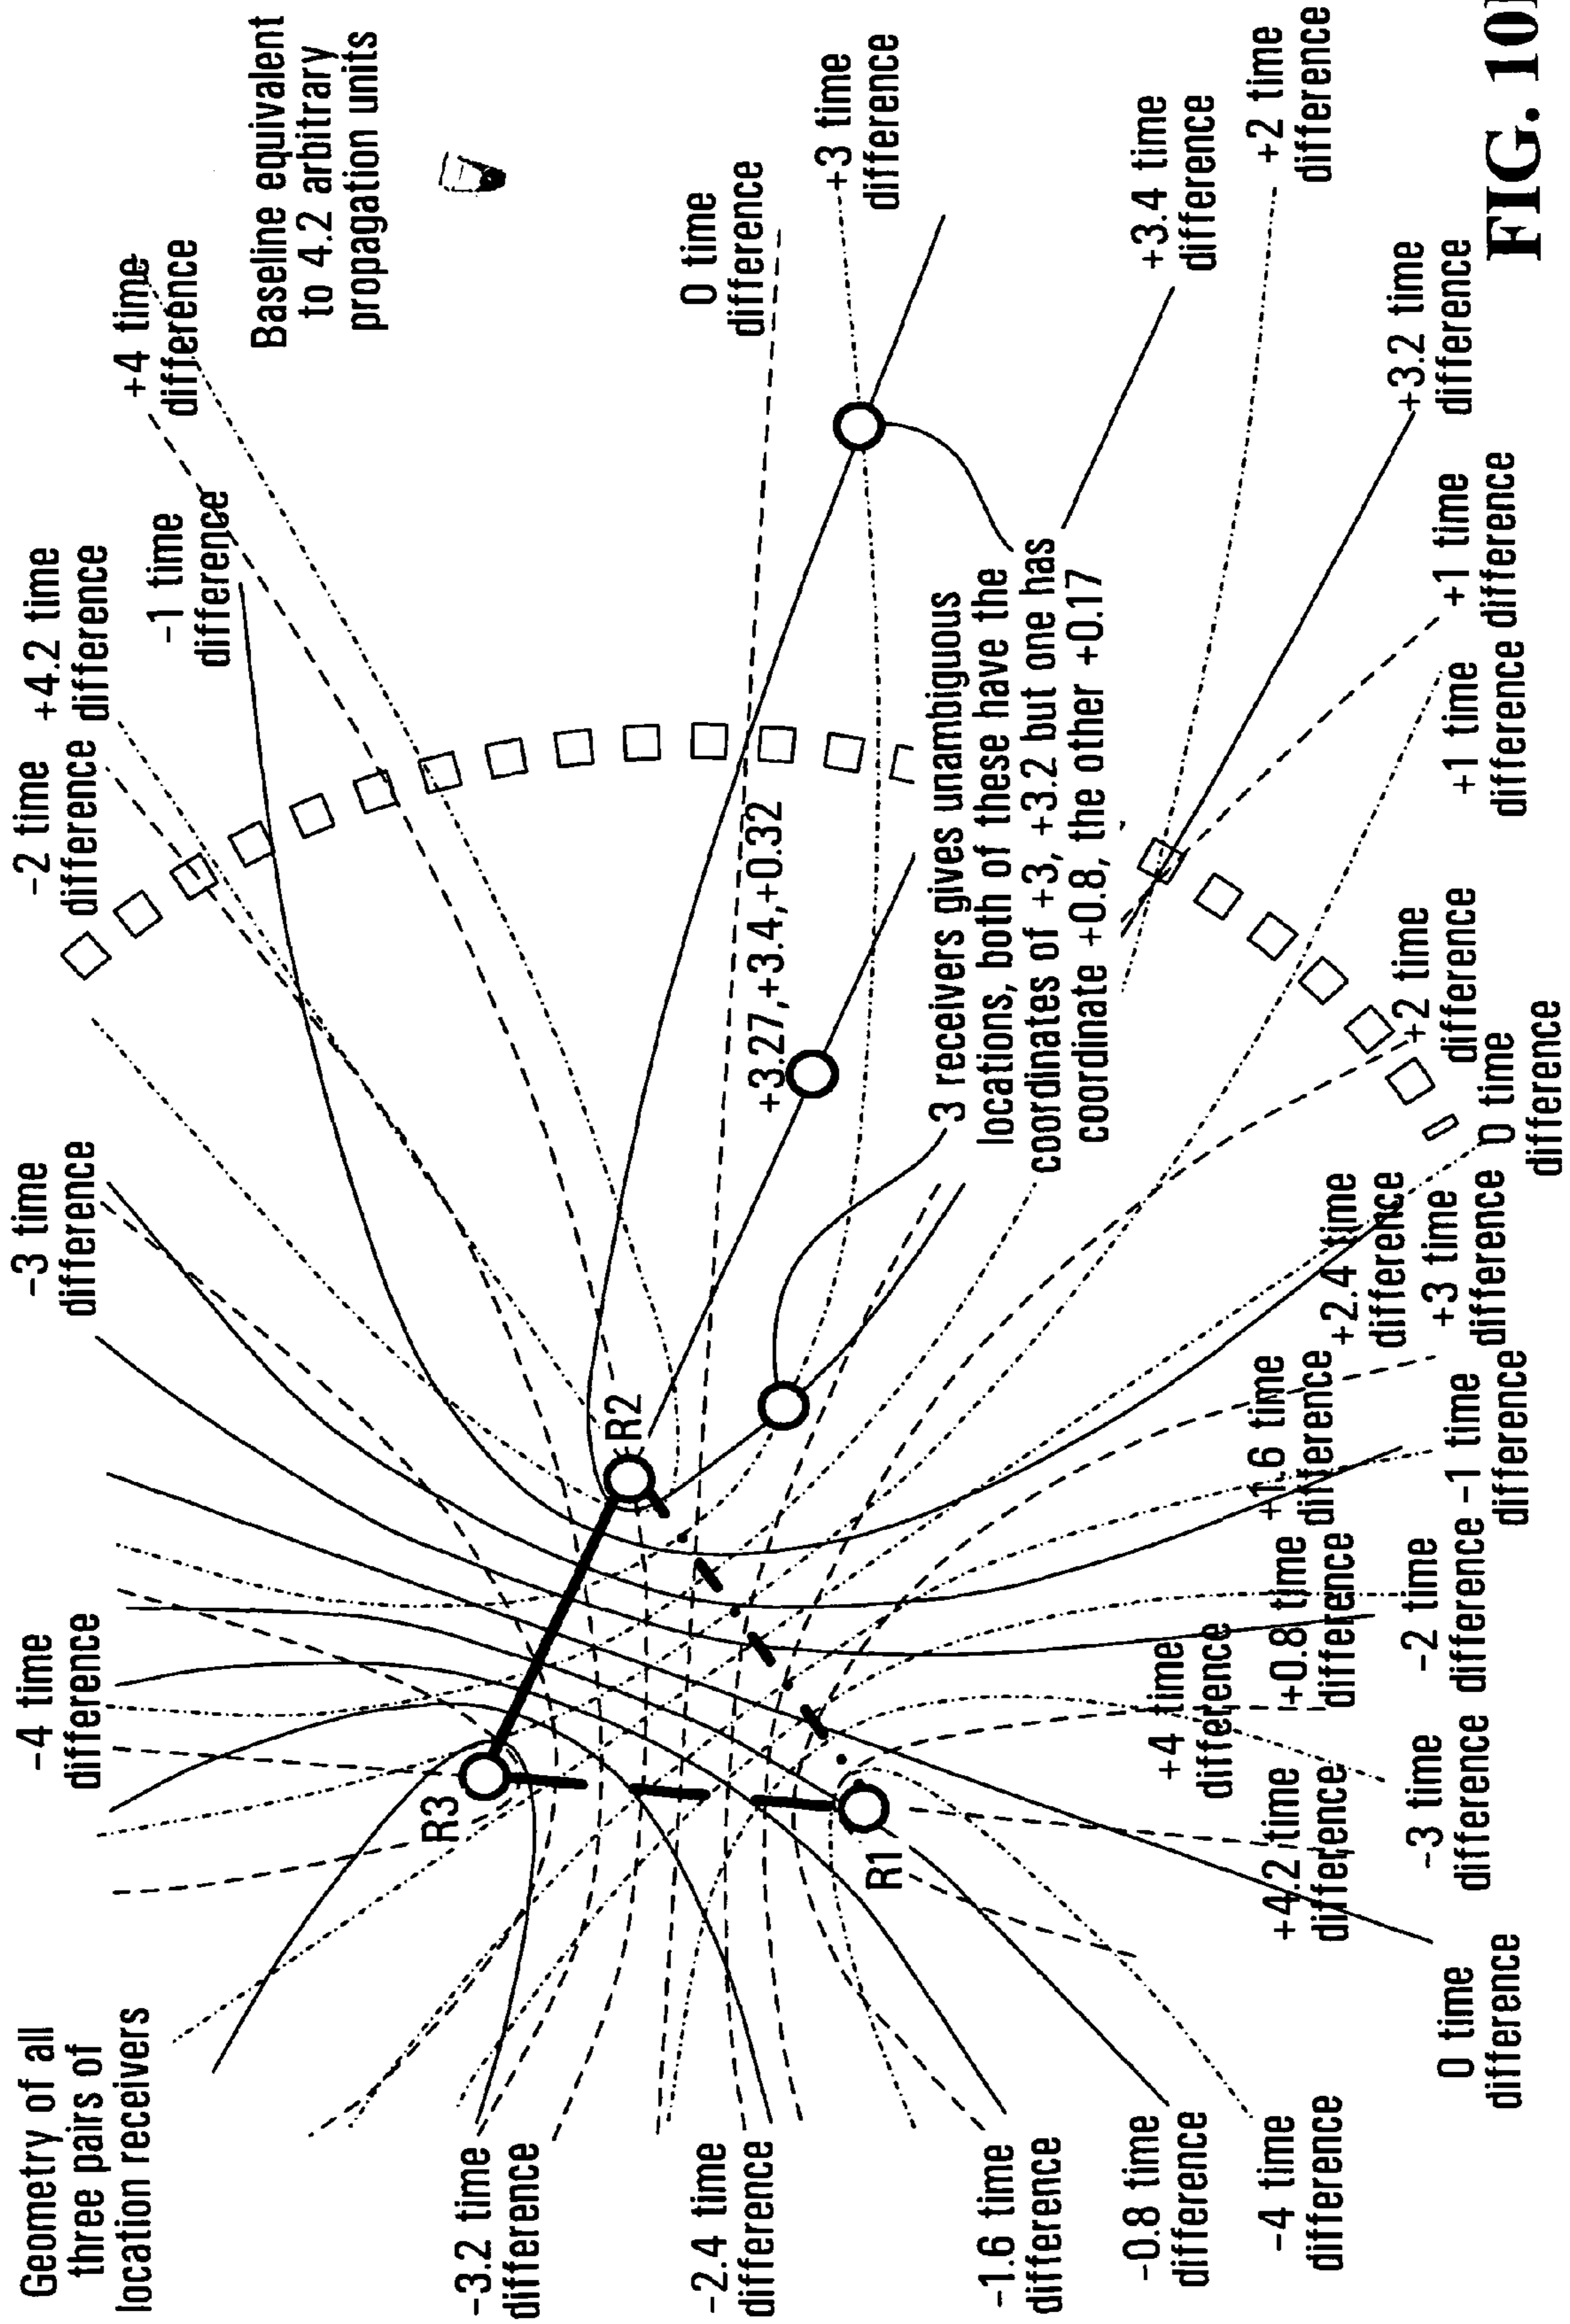 Geometry of all
three pairs of
location receivers
-4 time
difference
-3 time
difference
-2 time
difference
+4.2 time
difference
-1 time
difference
+4 time
difference
Baseline equivalent
to 4.2 arbitrary
propagation units
0 time
difference
+3 time
difference
+3.4 time
difference
+2 time
difference
+3.2 time
difference
+1 time
difference
+1 time
difference
+2 time
difference
0 time
difference
+2.4 time
difference
+3 time
difference
+1.6 time
difference
-1 time
difference
+0.8 time
difference
-2 time
difference
+4 time
difference
-3 time
difference
+4.2 time
difference
0 time
difference
-4 time
difference
-0.8 time
difference
-1.6 time
difference
-2.4 time
difference
-3.2 time
difference
R3
R2
R1
+3.27,+3.4,+0.32
3 receivers gives unambiguous
locations, both of these have the
coordinates of +3, +3.2 but one has
coordinate +0.8, the other +0.17
FIG. 10